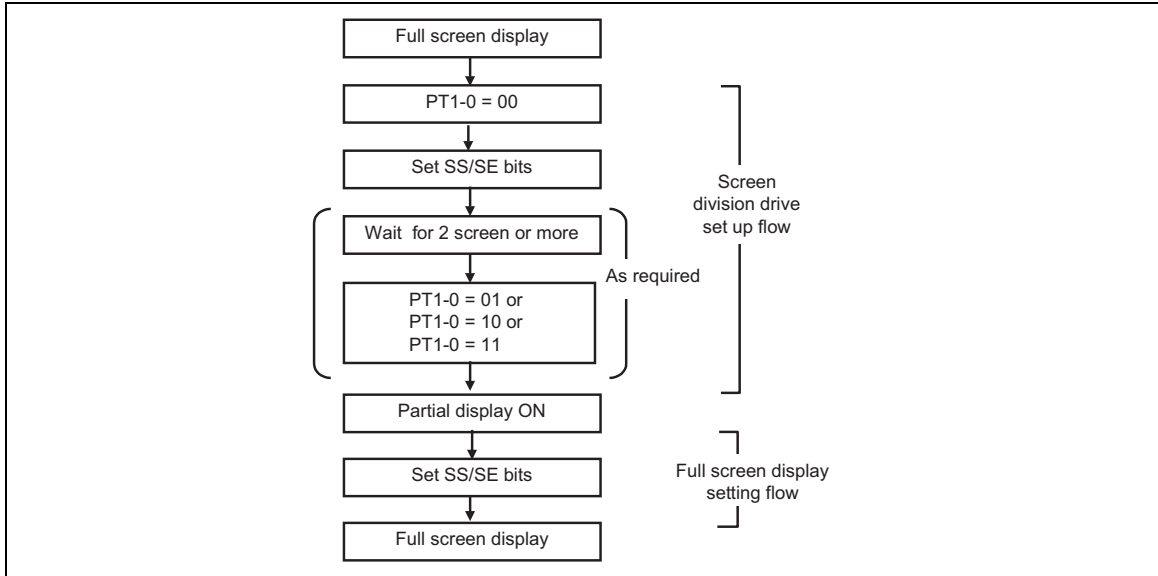 Full screen display
PT1-0 = 00
Set SS/SE bits
Screen
division drive
set up flow
Wait for 2 screen or more
As required
PT1-0 = 01 or
PT1-0 = 10 or
PT1-0 = 11
Partial display ON
Set SS/SE bits
Full screen display
setting flow
Full screen display